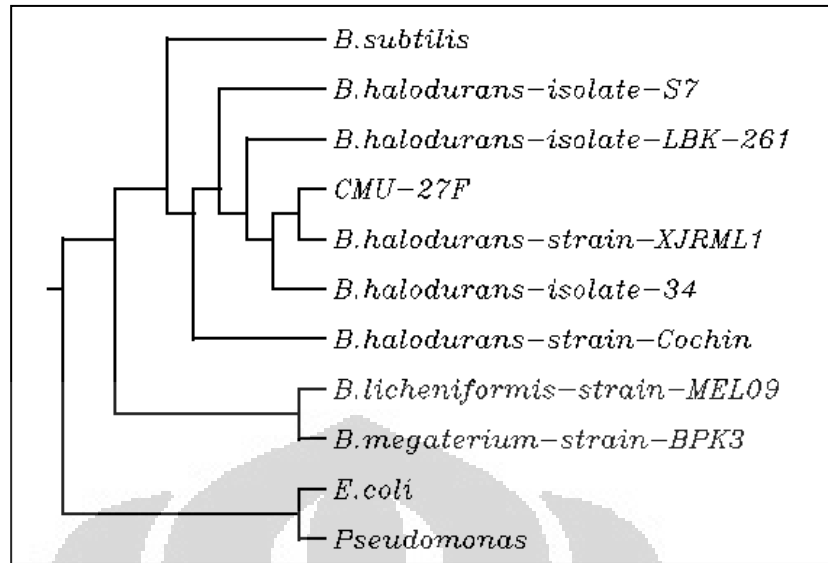 B.subtilis
B.halodurans-isolate-S7
B.halodurans-isolate-LBK-261
CMU-27F
B.halodurans-strain-XJRML1
B.halodurans-isolate-34
B.halodurans-strain-Cochin
B.licheniformis-strain-MEL09
B.megaterium-strain-BPK3
E.coli
Pseudomonas